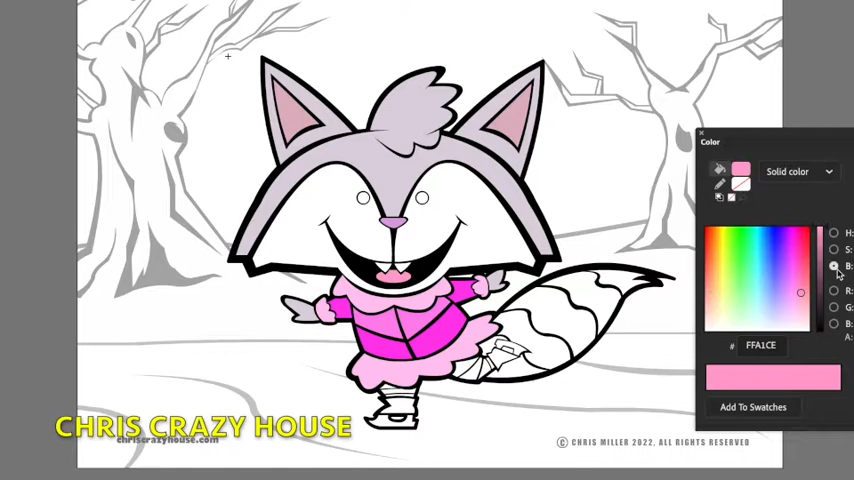 Color
Solid color
H:
S:
B:
R:
G:
B:
A:
# FFA1CE
Add To Swatches
CHRIS CRAZY HOUSE
chriscrazyhouse.com
© CHRIS MILLER 2022, ALL RIGHTS RESERVED